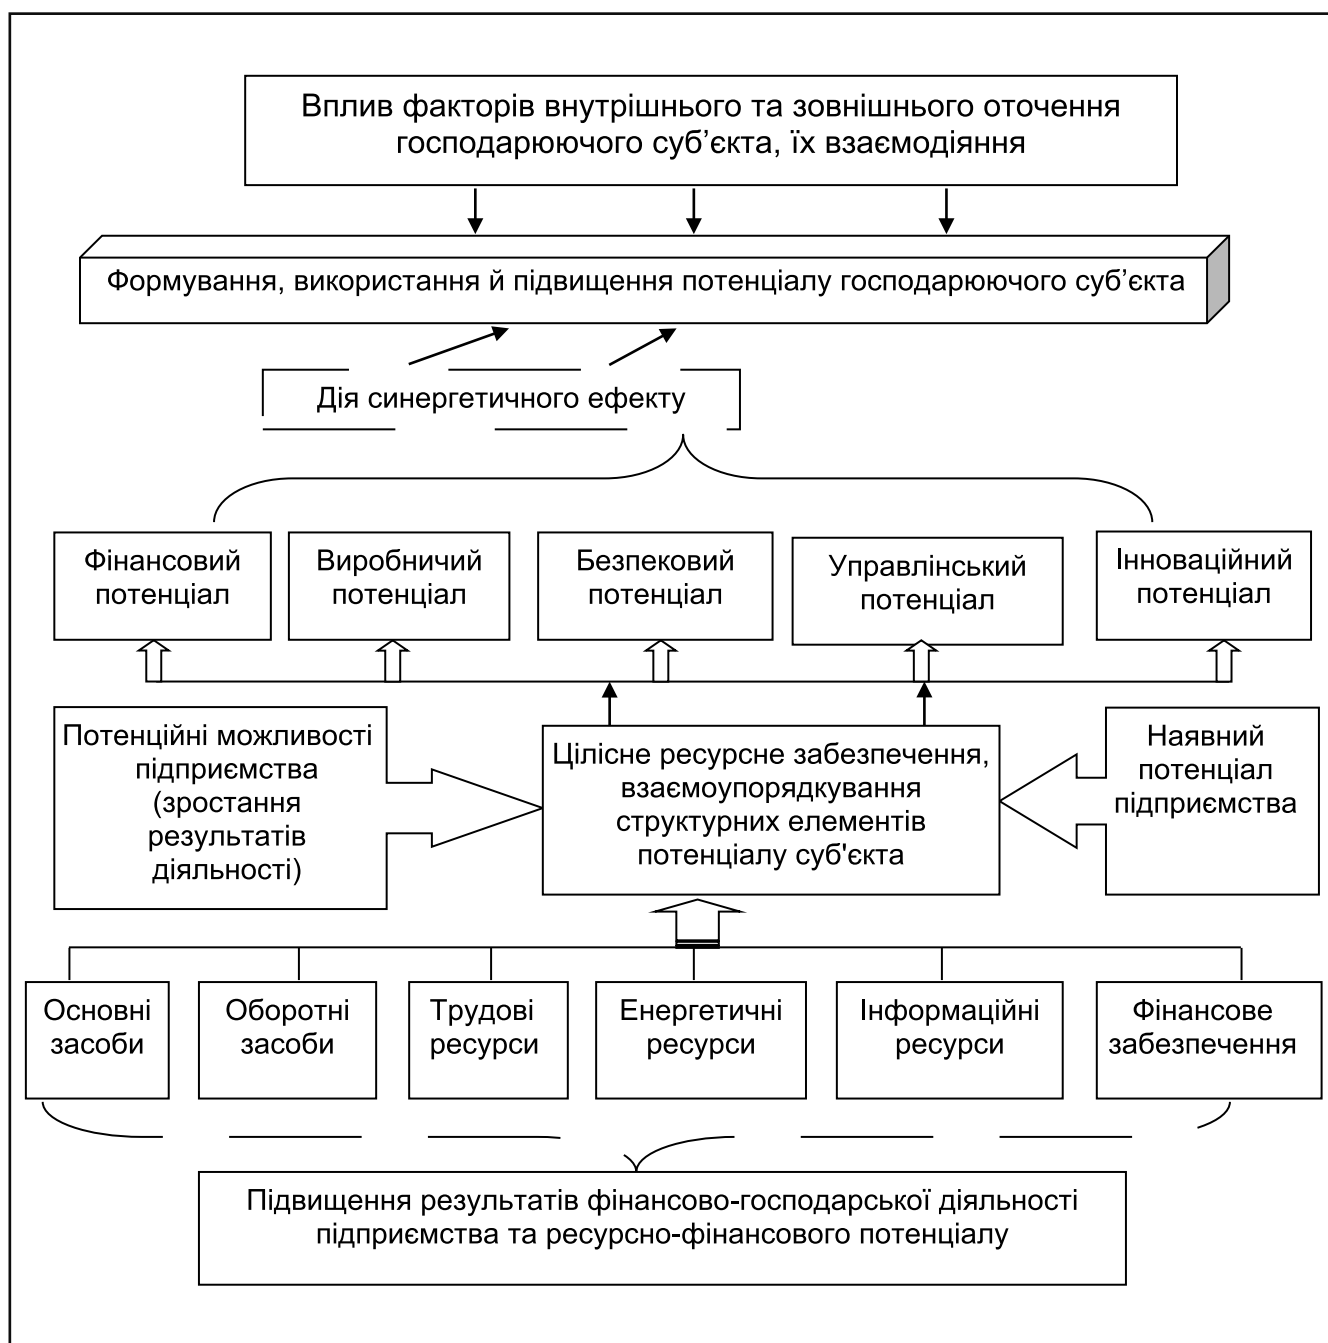 Вплив факторів внутрішнього та зовнішнього оточення
господарюючого суб’єкта, їх взаємодіяння
Формування, використання й підвищення потенціалу господарюючого суб’єкта
Дія синергетичного ефекту
Фінансовий
потенціал
Виробничий
потенціал
Безпековий
потенціал
Управлінський
потенціал
Інноваційний
потенціал
Потенційні можливості
підприємства
(зростання
результатів
діяльності)
Цілісне ресурсне забезпечення,
взаємоупорядкування
структурних елементів
потенціалу суб'єкта
Наявний
потенціал
підприємства
Основні
засоби
Оборотні
засоби
Трудові
ресурси
Енергетичні
ресурси
Інформаційні
ресурси
Фінансове
забезпечення
Підвищення результатів фінансово-господарської діяльності
підприємства та ресурсно-фінансового потенціалу